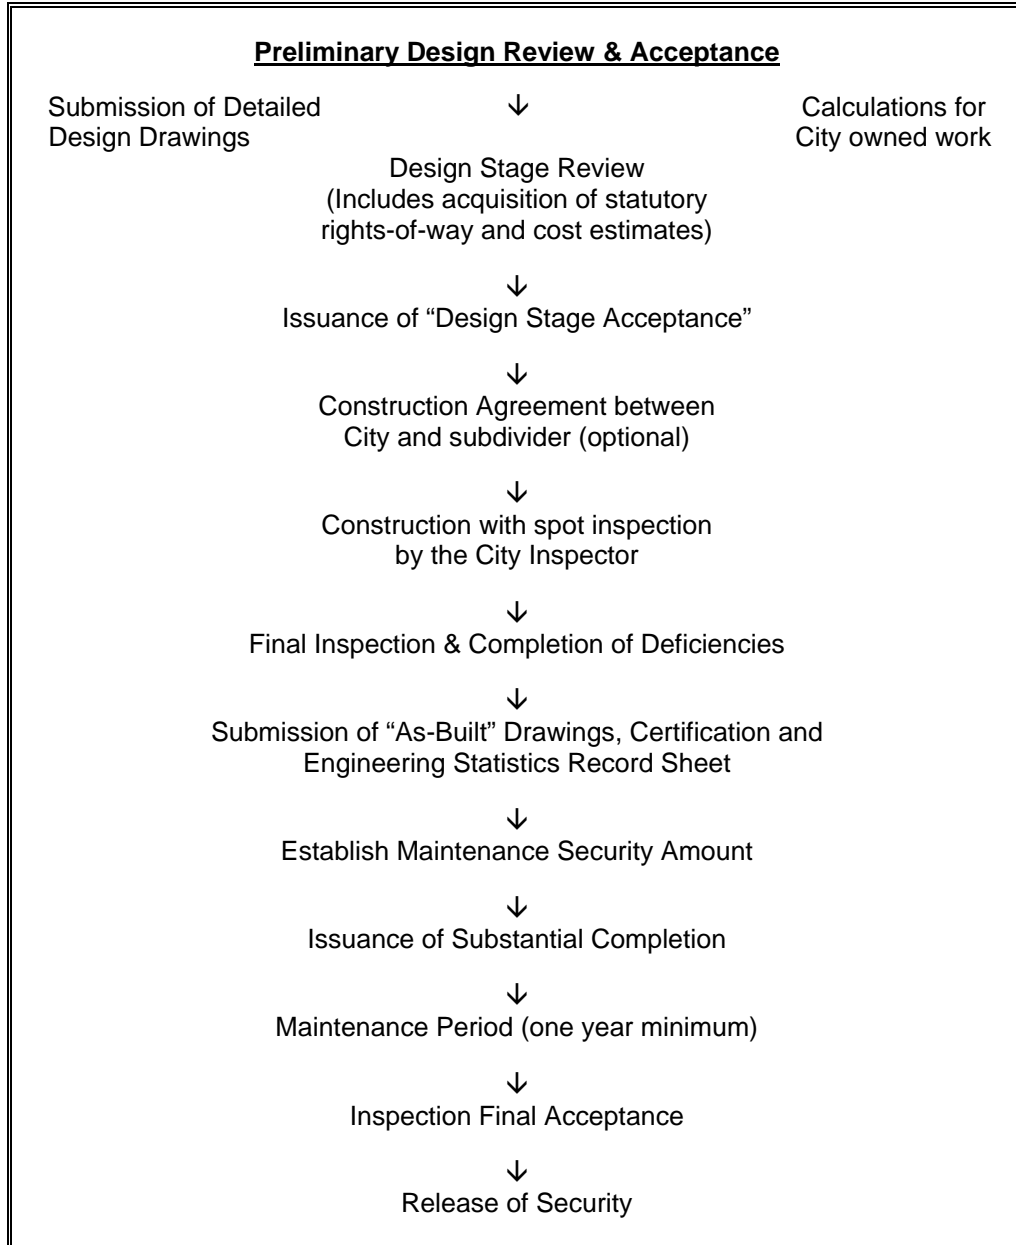 Preliminary Design Review & Acceptance
Submission of Detailed
Design Drawings
↓
Calculations for
City owned work
Design Stage Review
(Includes acquisition of statutory
rights-of-way and cost estimates)
↓
Issuance of “Design Stage Acceptance”
↓
Construction Agreement between
City and subdivider (optional)
↓
Construction with spot inspection
by the City Inspector
↓
Final Inspection & Completion of Deficiencies
↓
Submission of “As-Built” Drawings, Certification and
Engineering Statistics Record Sheet
↓
Establish Maintenance Security Amount
↓
Issuance of Substantial Completion
↓
Maintenance Period (one year minimum)
↓
Inspection Final Acceptance
↓
Release of Security